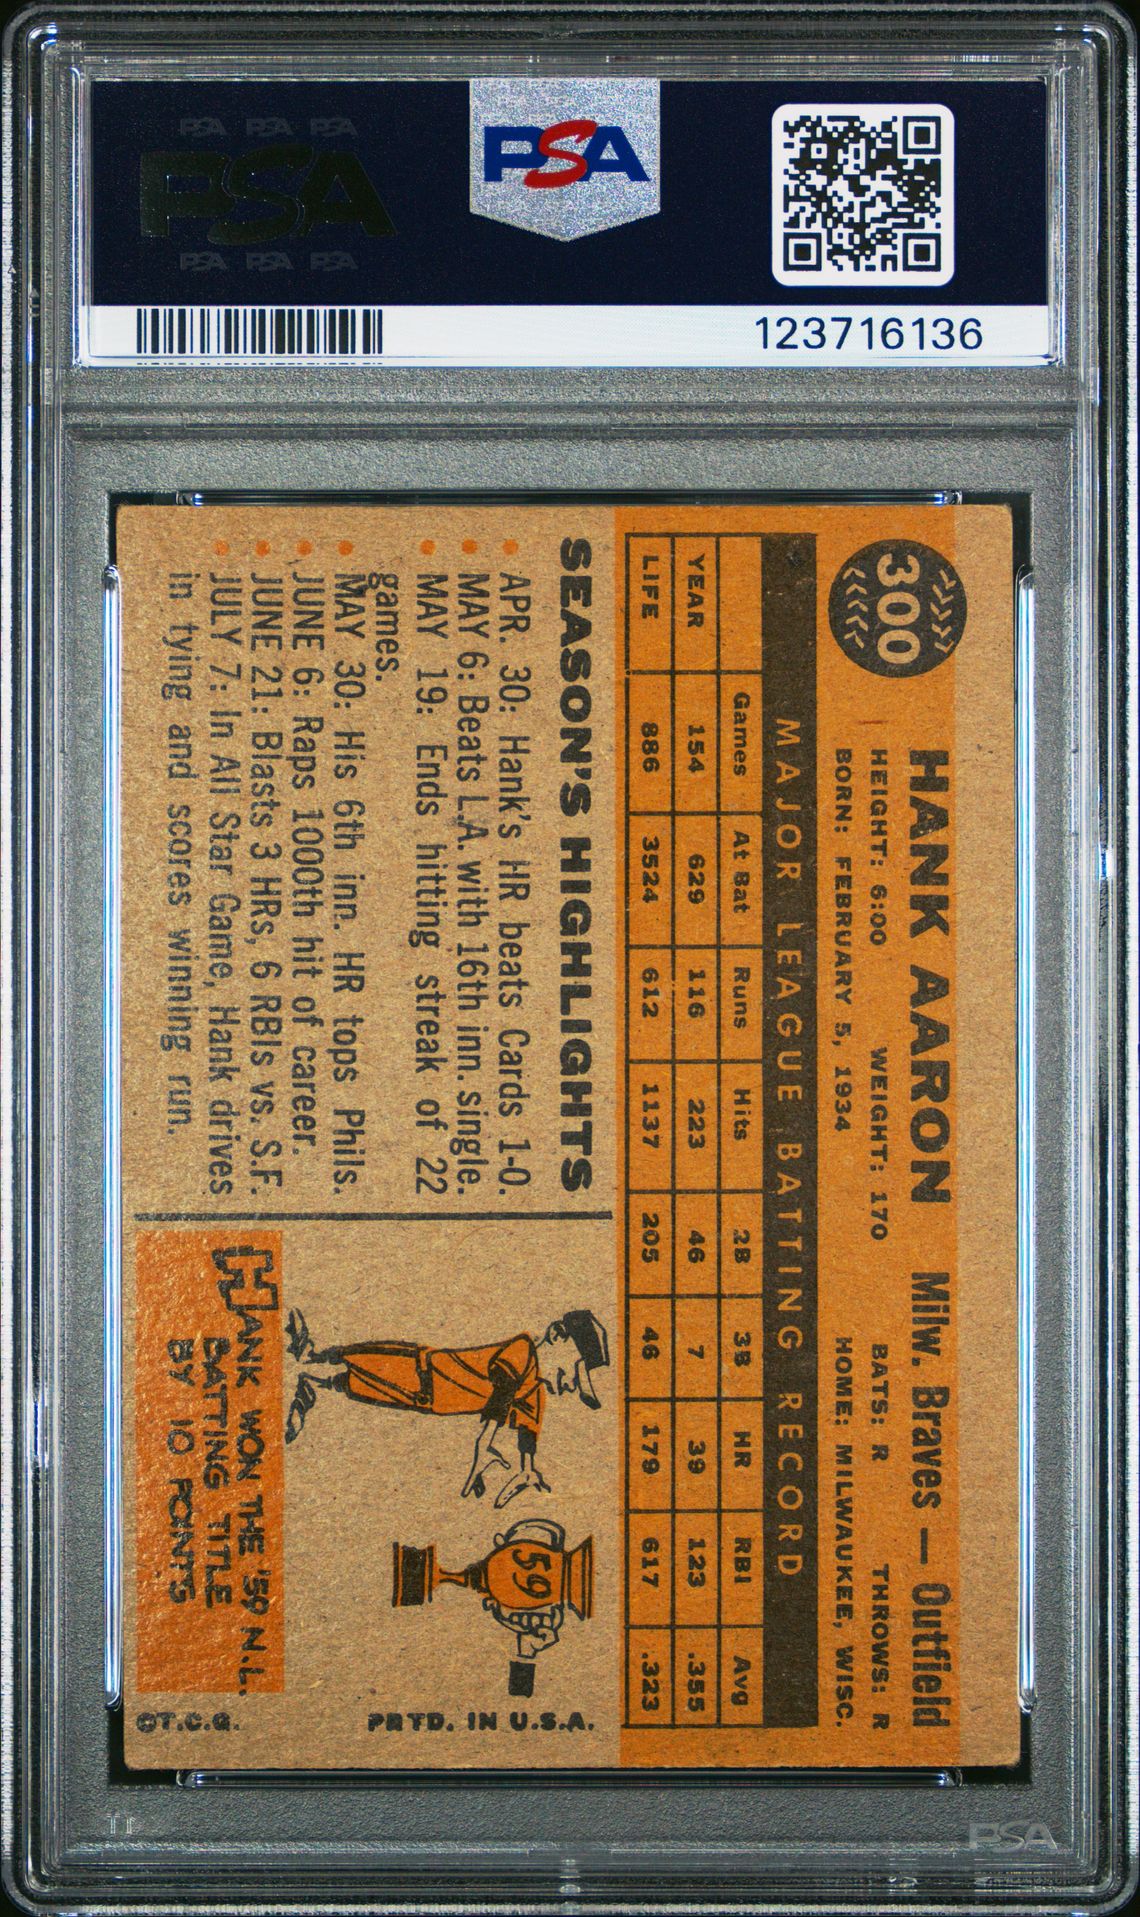 PSA PSA PSA
PSA
PSA PSA PSA
PSA
123716136
300
HANK AARON Milw. Braves — Outfield
HEIGHT: 6:00 WEIGHT: 170 BATS: R THROWS: R
BORN: FEBRUARY 5, 1934 HOME: MILWAUKEE, WISC.
MAJOR LEAGUE BATTING RECORD
Games At Bat Runs Hits 2B 3B HR RBI Avg
YEAR 154 629 116 223 46 7 39 123 .355
LIFE 886 3524 612 1137 205 46 179 617 .323
SEASON'S HIGHLIGHTS
• APR. 30: Hank's HR beats Cards 1-0.
• MAY 6: Beats L.A. with 16th inn. single.
• MAY 19: Ends hitting streak of 22
games.
• MAY 30: His 6th inn. HR tops Phils.
• JUNE 6: Raps 1000th hit of career.
• JUNE 21: Blasts 3 HRs, 6 RBIs vs. S.F.
• JULY 7: In All Star Game, Hank drives
in tying and scores winning run.
59
HANK WON THE '59 N.L.
BATTING TITLE
BY 10 POINTS
©T.C.G. PRTD. IN U.S.A.
PSA